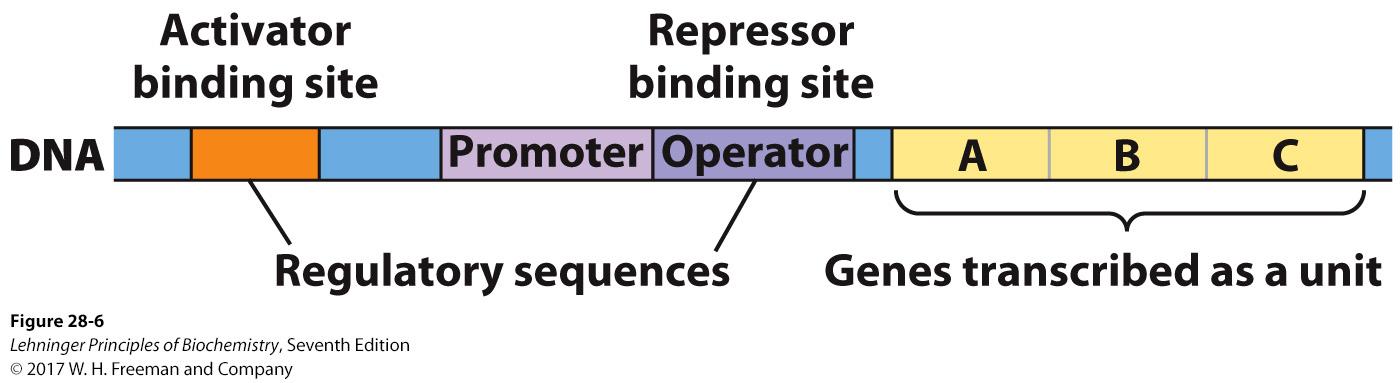 Activator
binding site
Repressor
binding site
DNA
Promoter
Operator
A
B
C
Regulatory sequences
Genes transcribed as a unit
Figure 28-6
Lehninger Principles of Biochemistry, Seventh Edition
© 2017 W. H. Freeman and Company